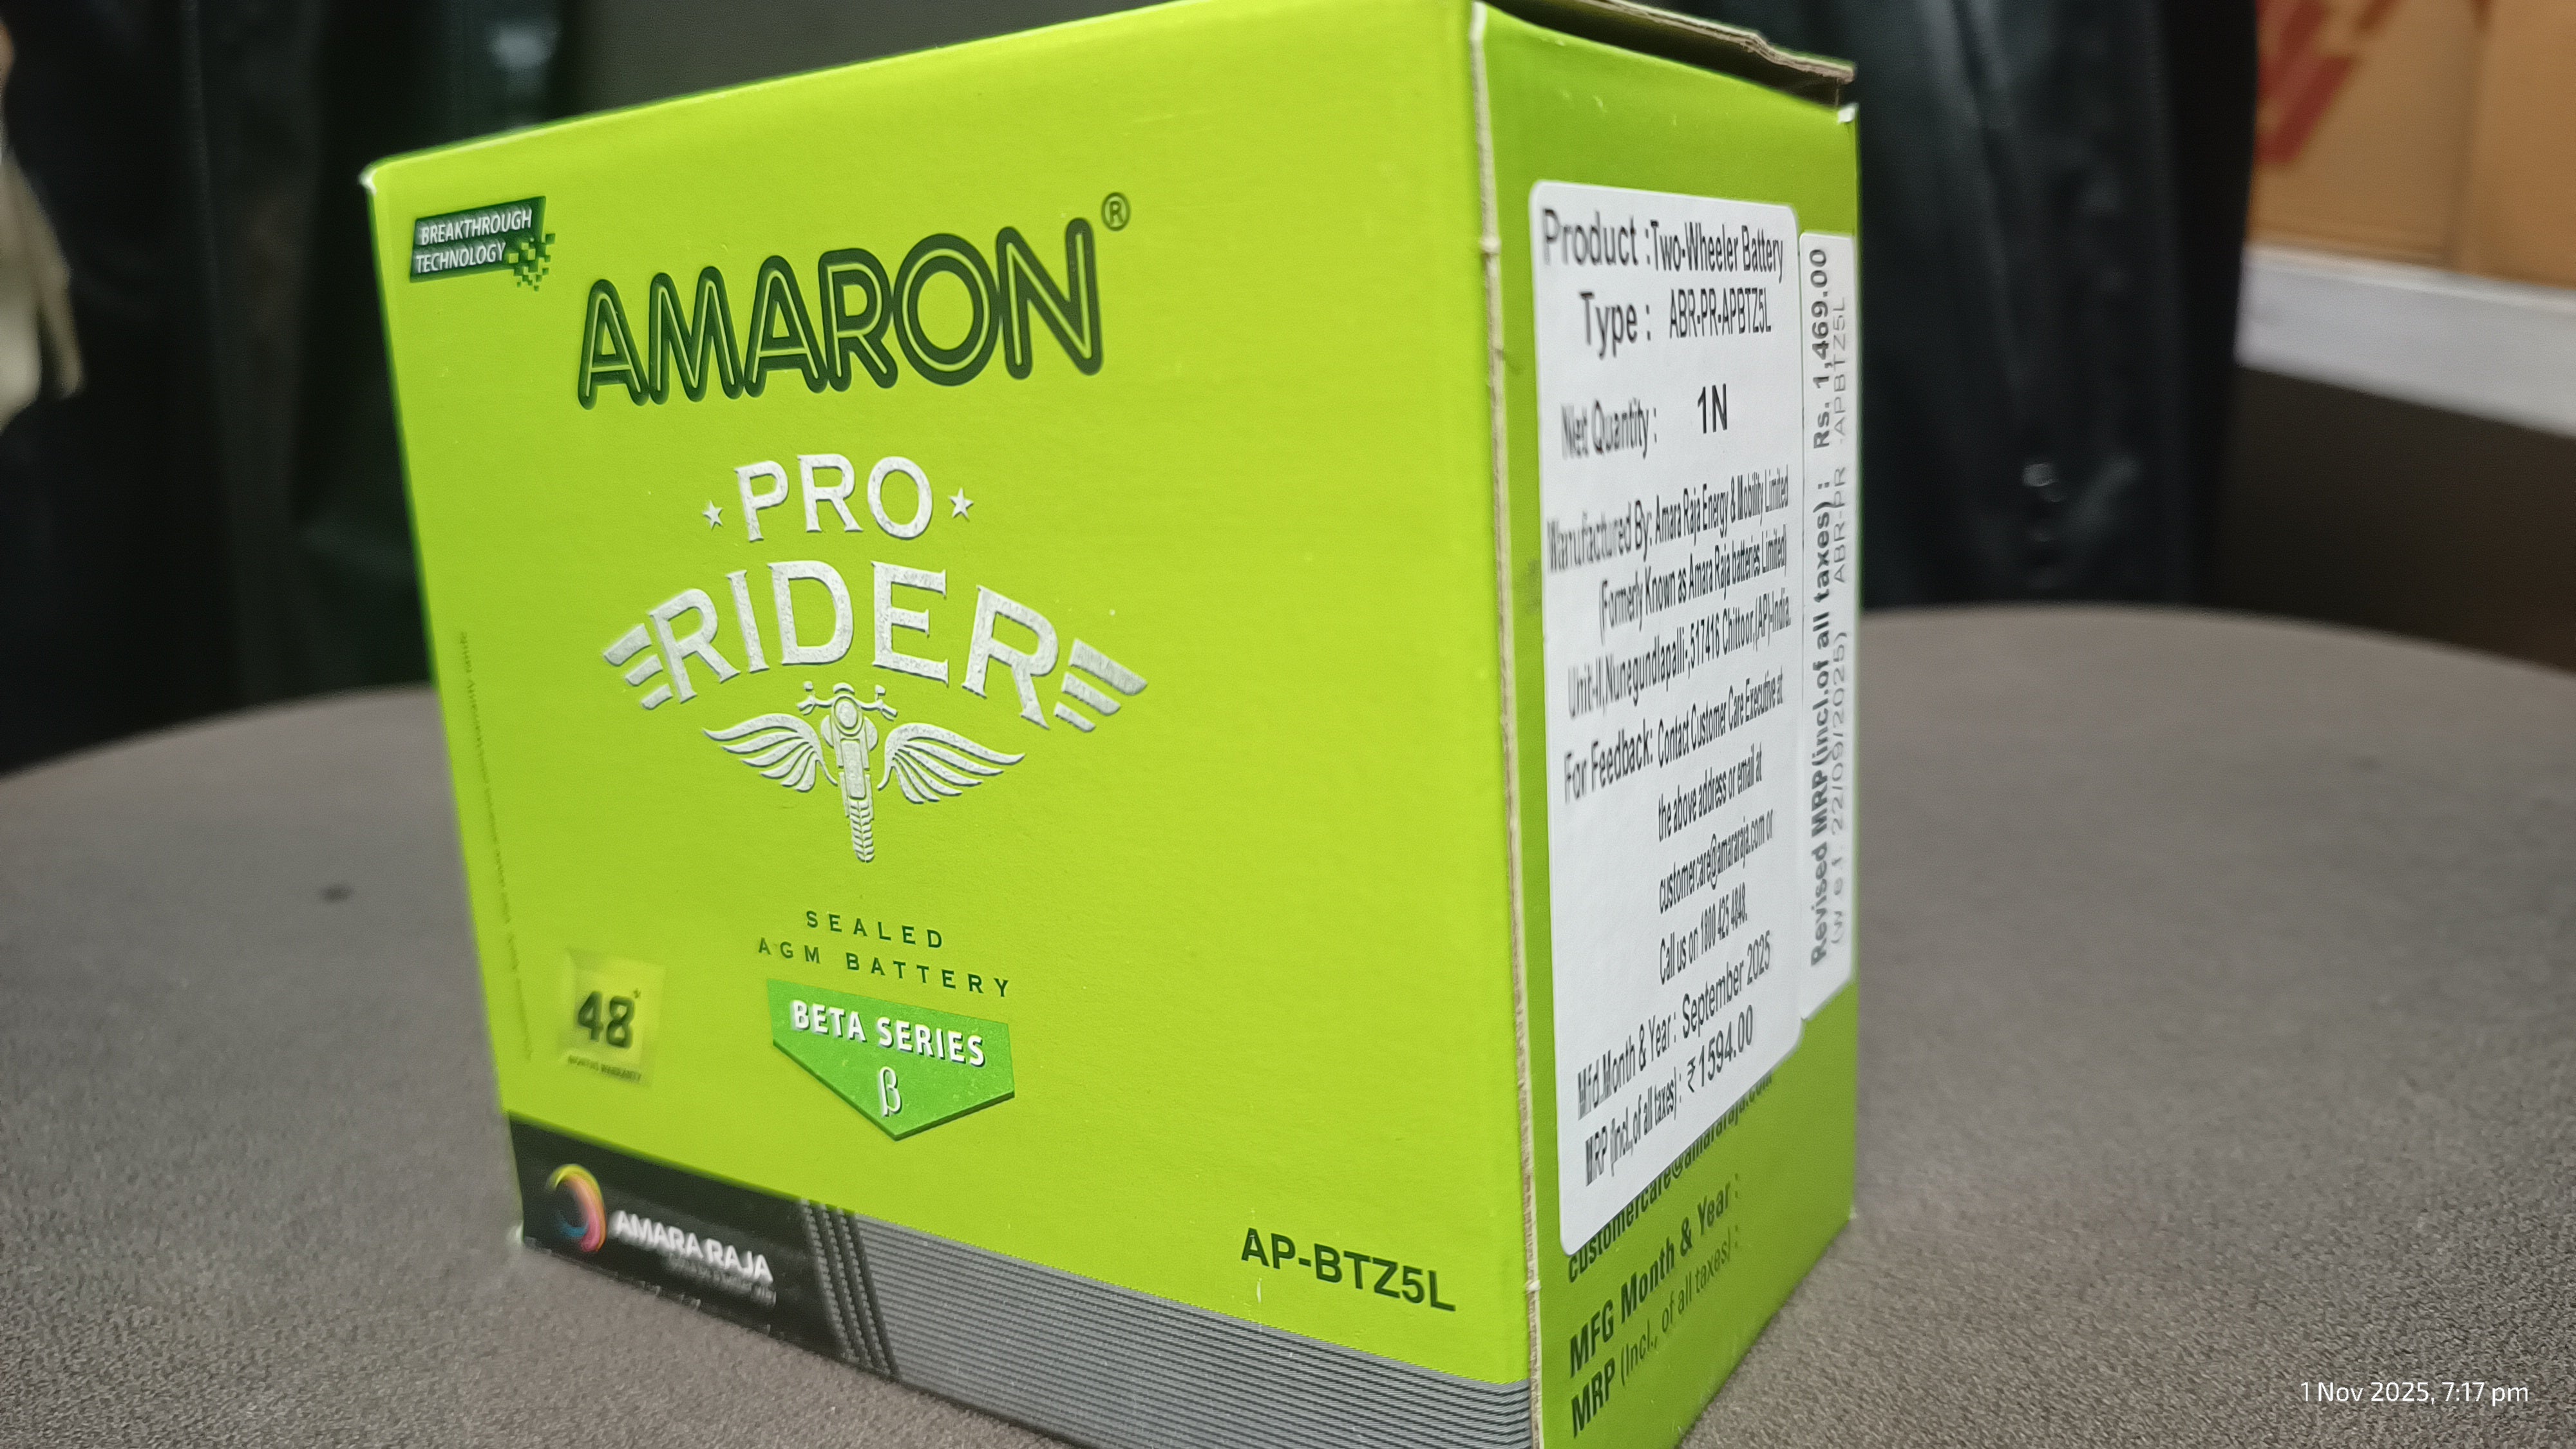 BREAKTHROUGH
TECHNOLOGY
AMARON®
PRO
RIDER
SEALED
AGM BATTERY
48*
MONTHS WARRANTY
BETA SERIES
β
AMARA RAJA
AP-BTZ5L
Product : Two-Wheeler Battery
Type : ABR-PR-APBTZ5L
Net Quantity : 1N
Manufactured By: Amara Raja Energy & Mobility Limited
(Formerly Known as Amara Raja batteries Limited)
Unit-II,Nunegundlapalli-,517416 Chittoor,(AP)-India.
For Feedback: Contact Customer Care Executive at
the above address or email at
customercare@amararaja.com or
Call us on 1800 425 4848.
Mfd.Month & Year : September 2025
MRP (Incl.,of all taxes) : ₹1594.00
Revised MRP(incl.of all taxes) : Rs. 1,469.00
(w e f 22/09/2025) ABR-PR -APBTZ5L
customercare@amararaja.com
MFG Month & Year :
MRP (Incl., of all taxes) :
1 Nov 2025, 7:17 pm